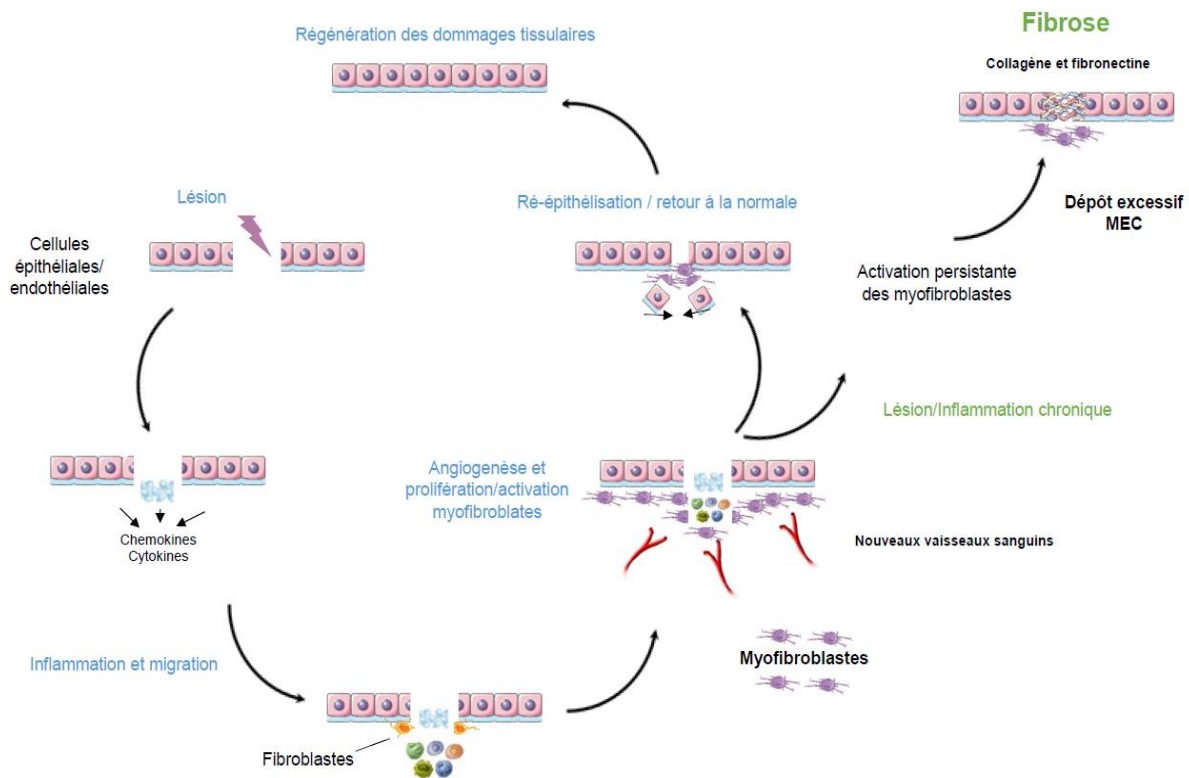 Régénération des dommages tissulaires
Fibrose
Collagène et fibronectine
Lésion
Ré-épithélisation / retour à la normale
Dépôt excessif
MEC
Cellules
épithéliales/
endothéliales
Activation persistante
des myofibroblastes
Lésion/Inflammation chronique
Angiogenèse et
prolifération/activation
myofibroblates
Chemokines
Cytokines
Nouveaux vaisseaux sanguins
Inflammation et migration
Myofibroblastes
Fibroblastes